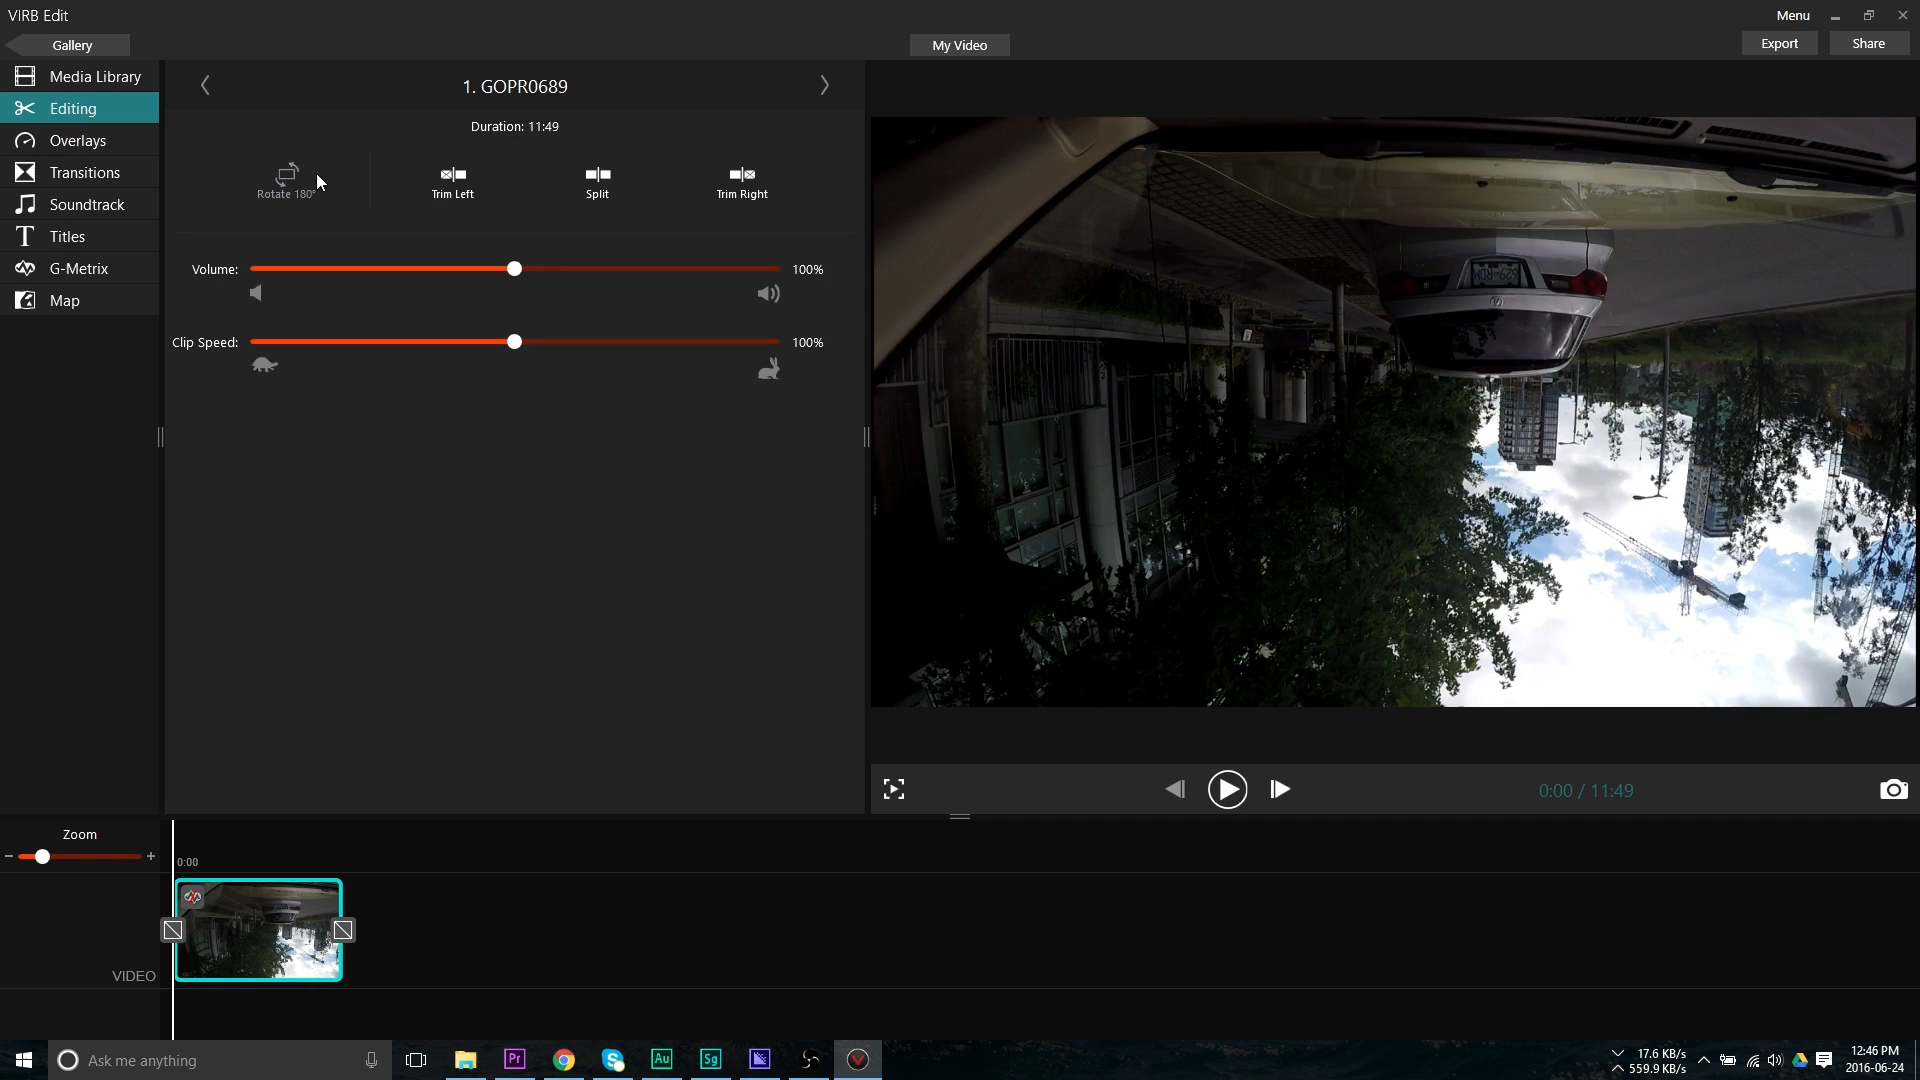 VIRB Edit
Menu
Gallery
My Video
Export
Share
Media Library
Editing
Overlays
Transitions
Soundtrack
Titles
G-Metrix
Map
1. GOPR0689
Duration: 11:49
Rotate 180°
Trim Left
Split
Trim Right
Volume:
100%
Clip Speed:
100%
0:00 / 11:49
Zoom
0:00
VIDEO
Ask me anything
Pr
Au
Sg
17.6 KB/s
559.9 KB/s
12:46 PM
2016-06-24